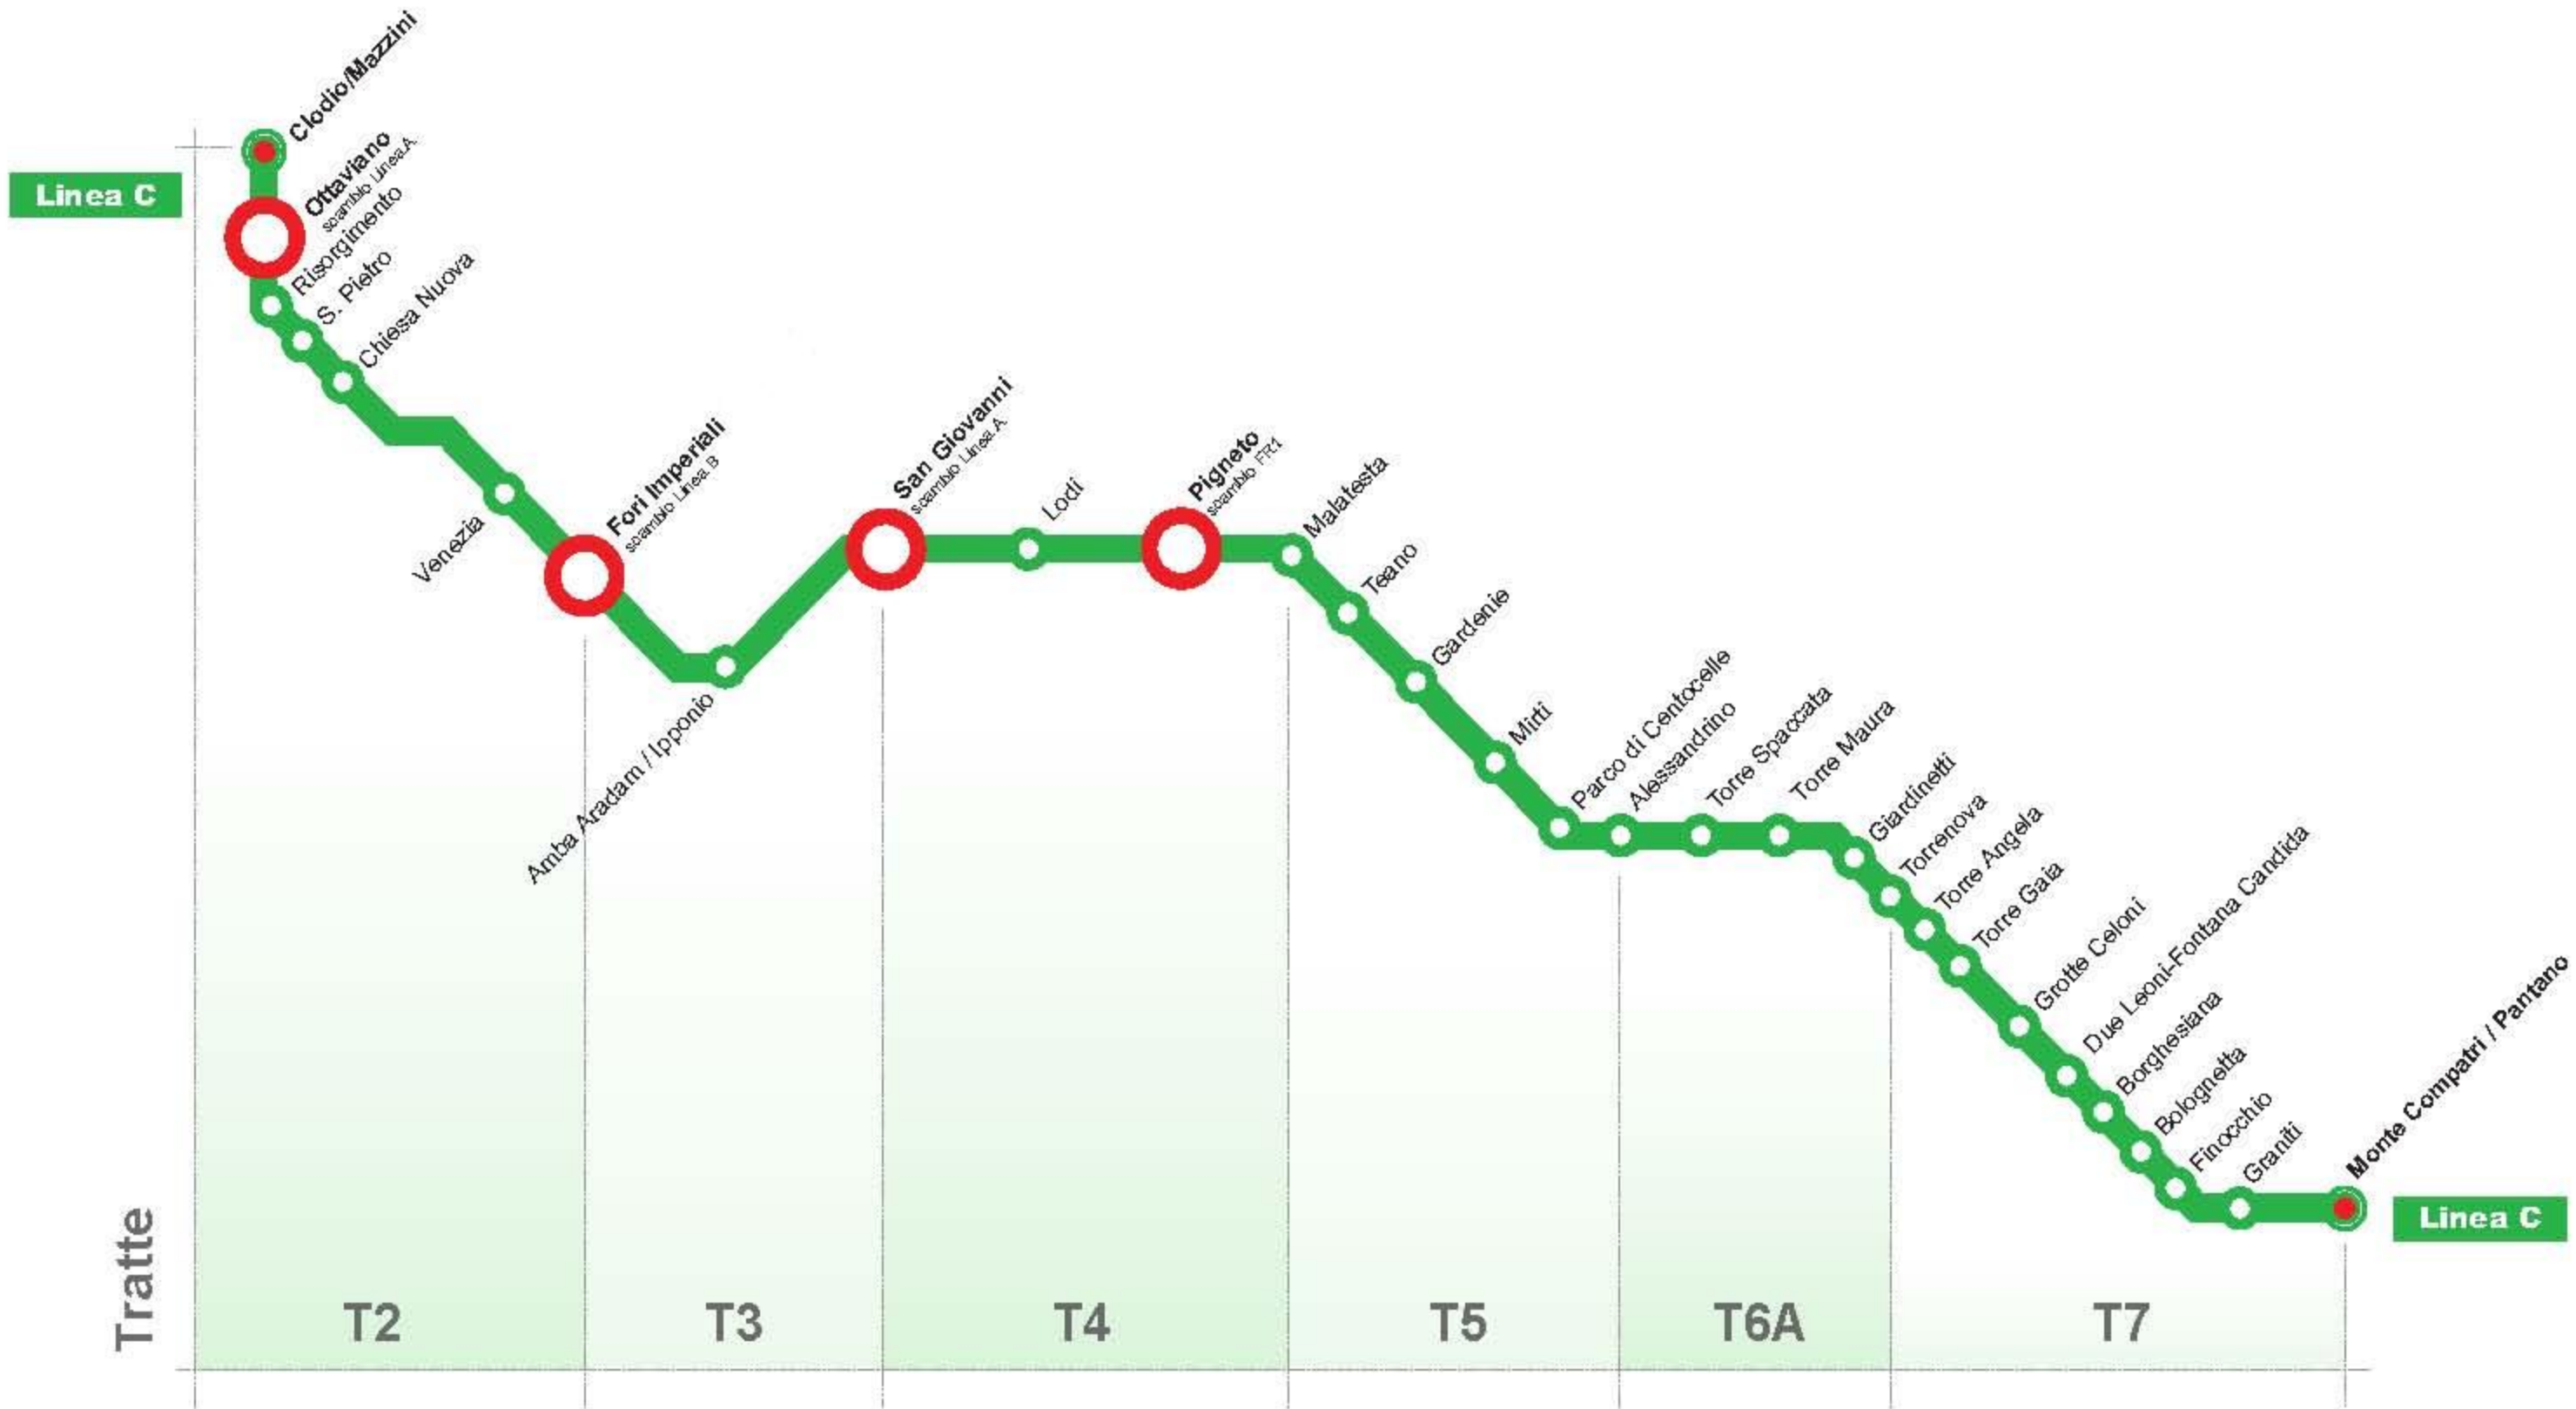 Linea C
Clodio/Mazzini
Ottaviano
scambio Linea A
Risorgimento
S. Pietro
Chiesa Nuova
Venezia
Fori Imperiali
scambio Linea B
Amba Aradam / Ipponio
San Giovanni
scambio Linea A
Lodi
Pigneto
scambio FR1
Malatesta
Teano
Gardenie
Mirti
Parco di Centocelle
Alessandrino
Torre Spaccata
Torre Maura
Giardinetti
Torrenova
Torre Angela
Torre Gaia
Grotte Celoni
Due Leoni-Fontana Candida
Borghesiana
Bolognetta
Finocchio
Graniti
Monte Compatri / Pantano
Linea C
Tratte
T2
T3
T4
T5
T6A
T7